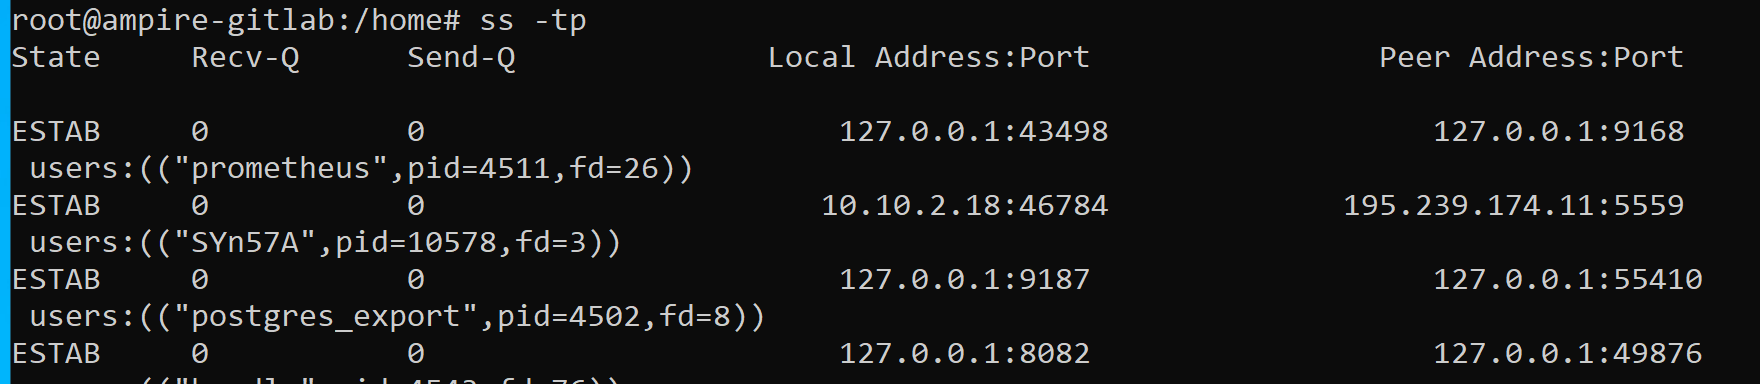 root@ampire-gitlab:/home# ss -tp
State     Recv-Q      Send-Q              Local Address:Port                Peer Address:Port
ESTAB     0           0                       127.0.0.1:43498                  127.0.0.1:9168
 users:(("prometheus",pid=4511,fd=26))
ESTAB     0           0                      10.10.2.18:46784             195.239.174.11:5559
 users:(("SYn57A",pid=10578,fd=3))
ESTAB     0           0                       127.0.0.1:9187                   127.0.0.1:55410
 users:(("postgres_export",pid=4502,fd=8))
ESTAB     0           0                       127.0.0.1:8082                   127.0.0.1:49876